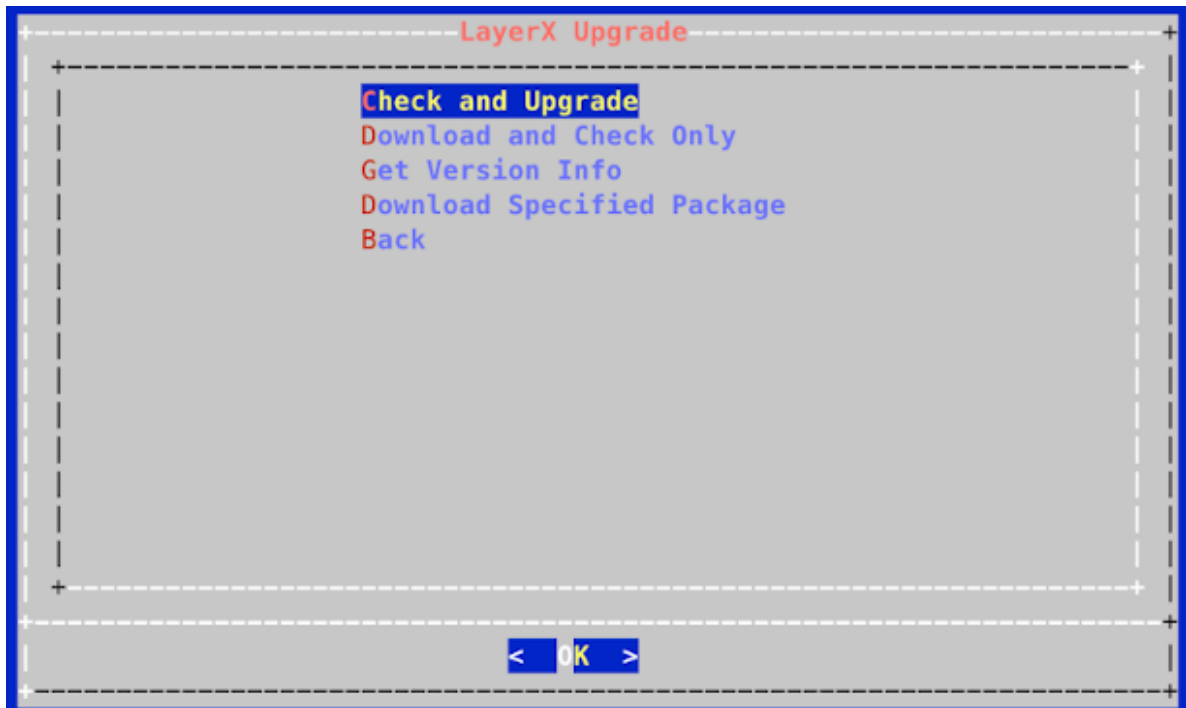 LayerX Upgrade
Check and Upgrade
Download and Check Only
Get Version Info
Download Specified Package
Back
< OK >